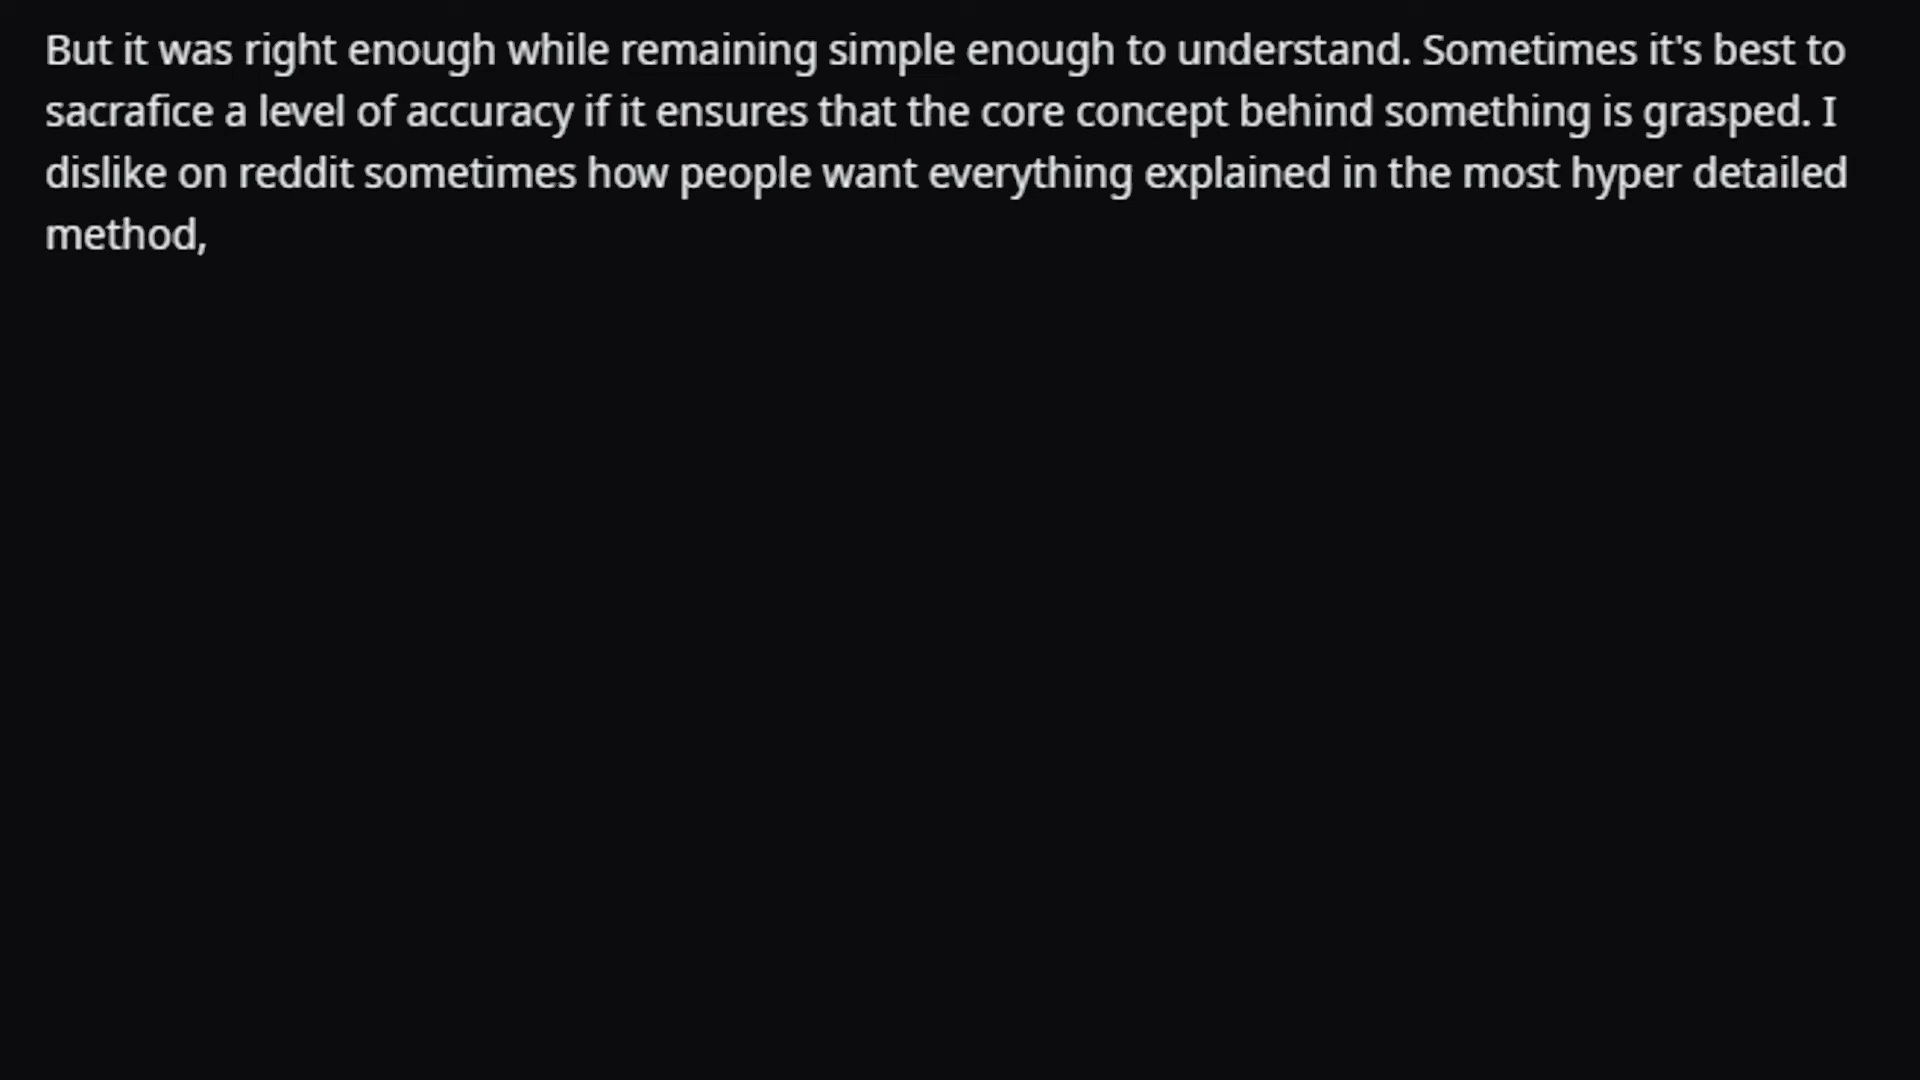 But it was right enough while remaining simple enough to understand. Sometimes it's best to
sacrafice a level of accuracy if it ensures that the core concept behind something is grasped. I
dislike on reddit sometimes how people want everything explained in the most hyper detailed
method,